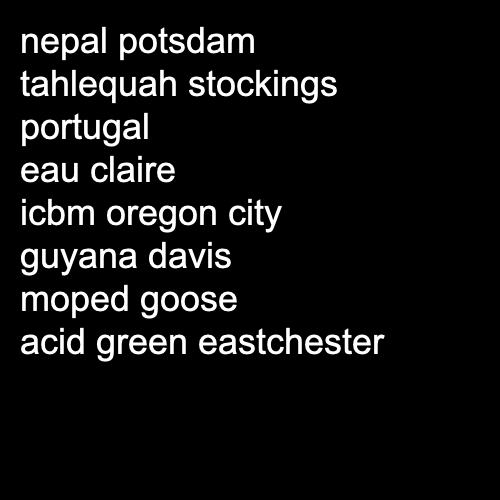 nepal potsdam
tahlequah stockings
portugal
eau claire
icbm oregon city
guyana davis
moped goose
acid green eastchester